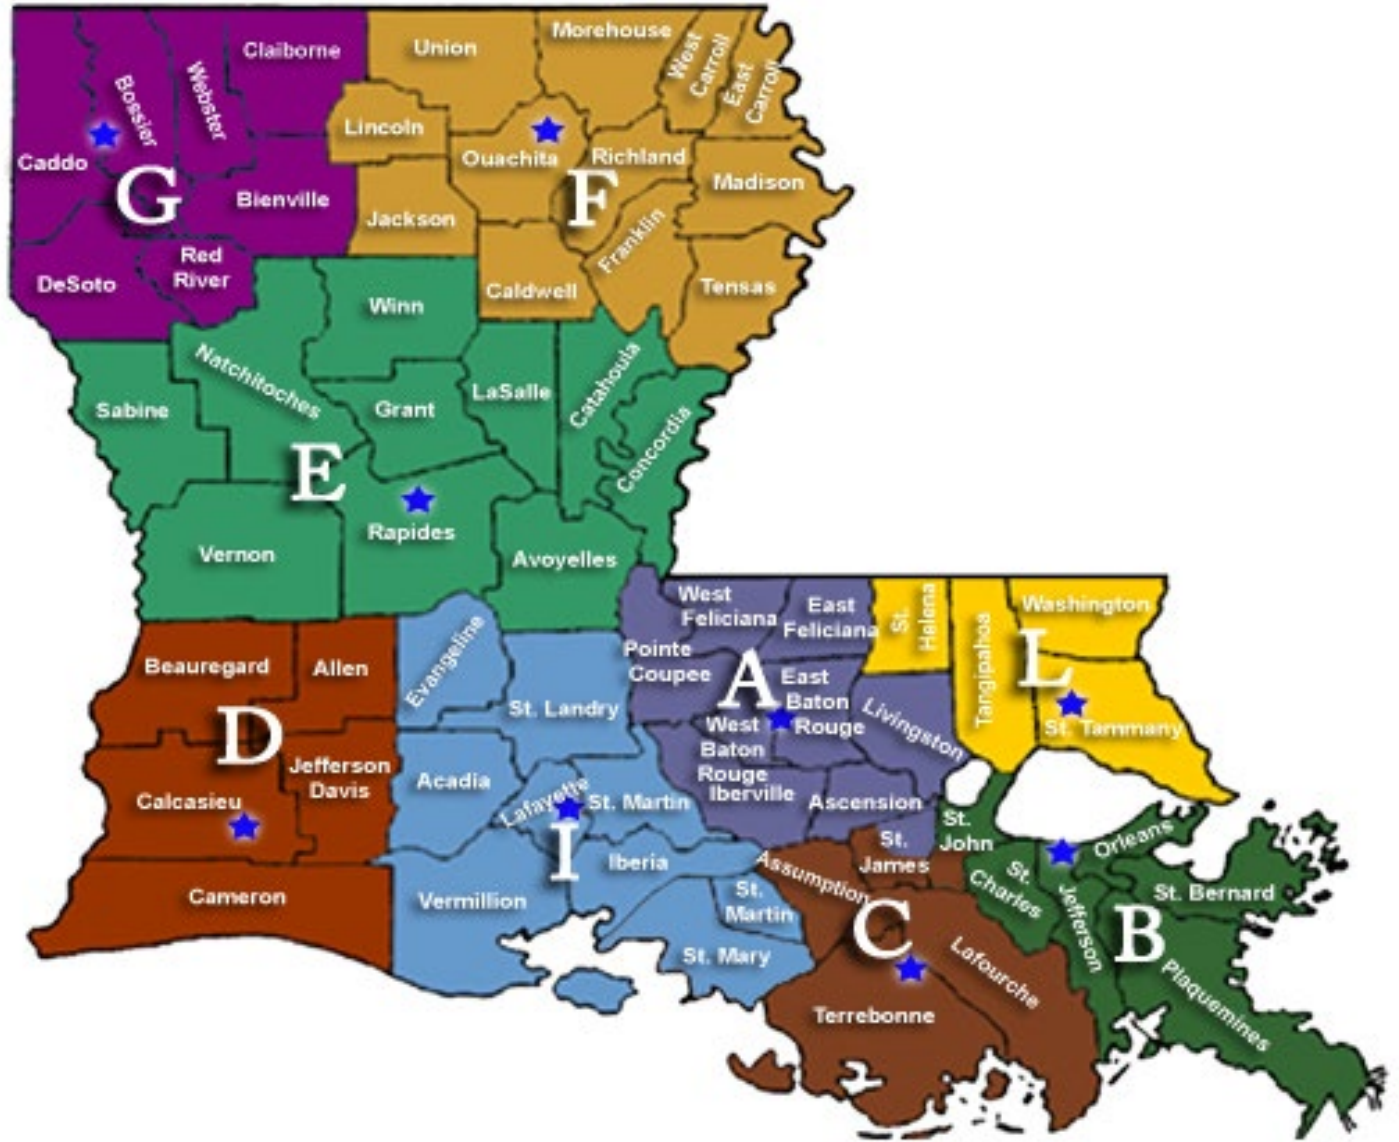 Claiborne
Union
Morehouse
West
Carroll
East
Carroll
Bossier
Webster
Caddo
G
Lincoln
Ouachita
Richland
Madison
F
Bienville
Jackson
Franklin
DeSoto
Red
River
Caldwell
Tensas
Winn
Natchitoches
Sabine
Grant
LaSalle
Catahoula
Concordia
E
Rapides
Vernon
Avoyelles
West
Feliciana
East
Feliciana
St.
Helena
Tangipahoa
Washington
L
St. Tammany
Pointe
Coupee
A
East
Baton
Rouge
West
Baton
Rouge
Livingston
Iberville
Ascension
Beauregard
Allen
D
Jefferson
Davis
Calcasieu
Cameron
Evangeline
St. Landry
Acadia
Lafayette
St. Martin
I
Iberia
Vermillion
St.
Martin
St. Mary
St.
James
Assumption
C
Lafourche
Terrebonne
St.
John
St.
Charles
Orleans
Jefferson
St. Bernard
B
Plaquemines